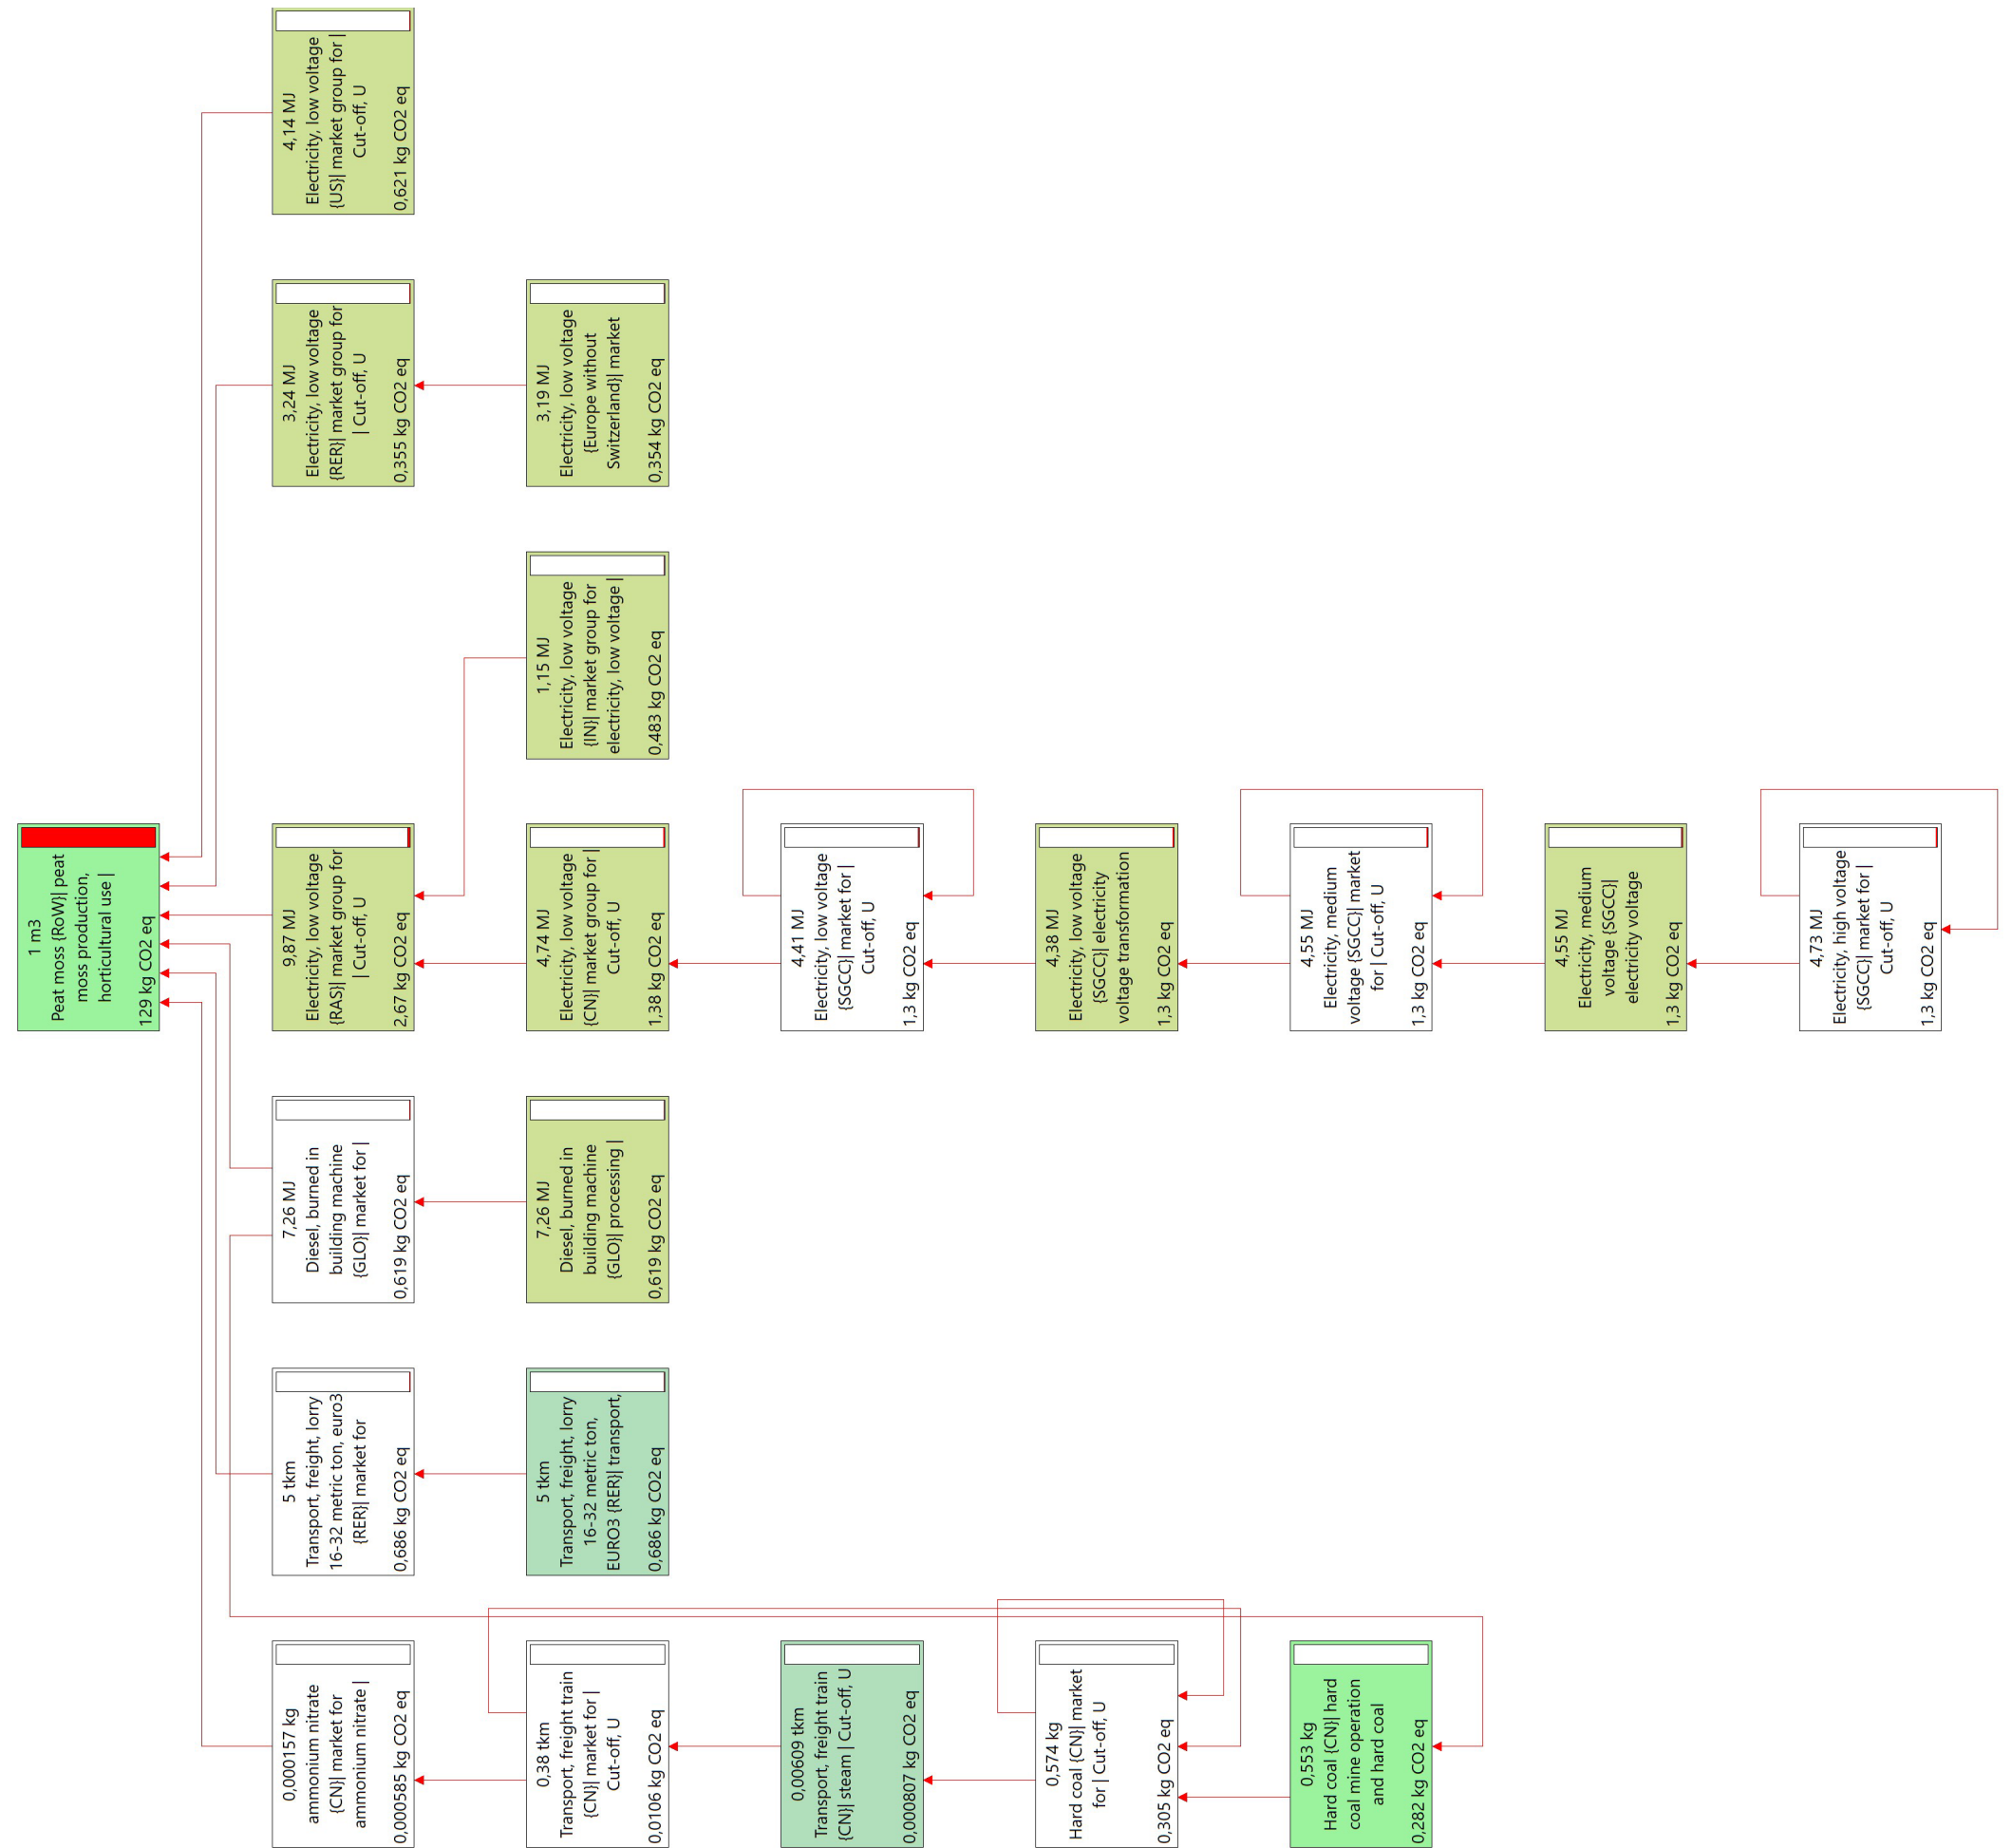 1 m3
Peat moss {RoW}| peat
moss production,
horticultural use |
129 kg CO2 eq
0,000157 kg
ammonium nitrate
{CN}| market for
ammonium nitrate |
0,000585 kg CO2 eq
5 tkm
Transport, freight, lorry
16-32 metric ton, euro3
{RER}| market for
0,686 kg CO2 eq
7,26 MJ
Diesel, burned in
building machine
{GLO}| market for |
0,619 kg CO2 eq
9,87 MJ
Electricity, low voltage
{RAS}| market group for
| Cut-off, U
2,67 kg CO2 eq
3,24 MJ
Electricity, low voltage
{RER}| market group for
| Cut-off, U
0,355 kg CO2 eq
4,14 MJ
Electricity, low voltage
{US}| market group for |
Cut-off, U
0,621 kg CO2 eq
0,38 tkm
Transport, freight train
{CN}| market for |
Cut-off, U
0,0106 kg CO2 eq
5 tkm
Transport, freight, lorry
16-32 metric ton,
EURO3 {RER}| transport,
0,686 kg CO2 eq
7,26 MJ
Diesel, burned in
building machine
{GLO}| processing |
0,619 kg CO2 eq
4,74 MJ
Electricity, low voltage
{CN}| market group for |
Cut-off, U
1,38 kg CO2 eq
1,15 MJ
Electricity, low voltage
{IN}| market group for
electricity, low voltage |
0,483 kg CO2 eq
3,19 MJ
Electricity, low voltage
{Europe without
Switzerland}| market
0,354 kg CO2 eq
0,00609 tkm
Transport, freight train
{CN}| steam | Cut-off, U
0,000807 kg CO2 eq
4,41 MJ
Electricity, low voltage
{SGCC}| market for |
Cut-off, U
1,3 kg CO2 eq
0,574 kg
Hard coal {CN}| market
for | Cut-off, U
0,305 kg CO2 eq
4,38 MJ
Electricity, low voltage
{SGCC}| electricity
voltage transformation
1,3 kg CO2 eq
0,553 kg
Hard coal {CN}| hard
coal mine operation
and hard coal
0,282 kg CO2 eq
4,55 MJ
Electricity, medium
voltage {SGCC}| market
for | Cut-off, U
1,3 kg CO2 eq
4,55 MJ
Electricity, medium
voltage {SGCC}|
electricity voltage
1,3 kg CO2 eq
4,73 MJ
Electricity, high voltage
{SGCC}| market for |
Cut-off, U
1,3 kg CO2 eq